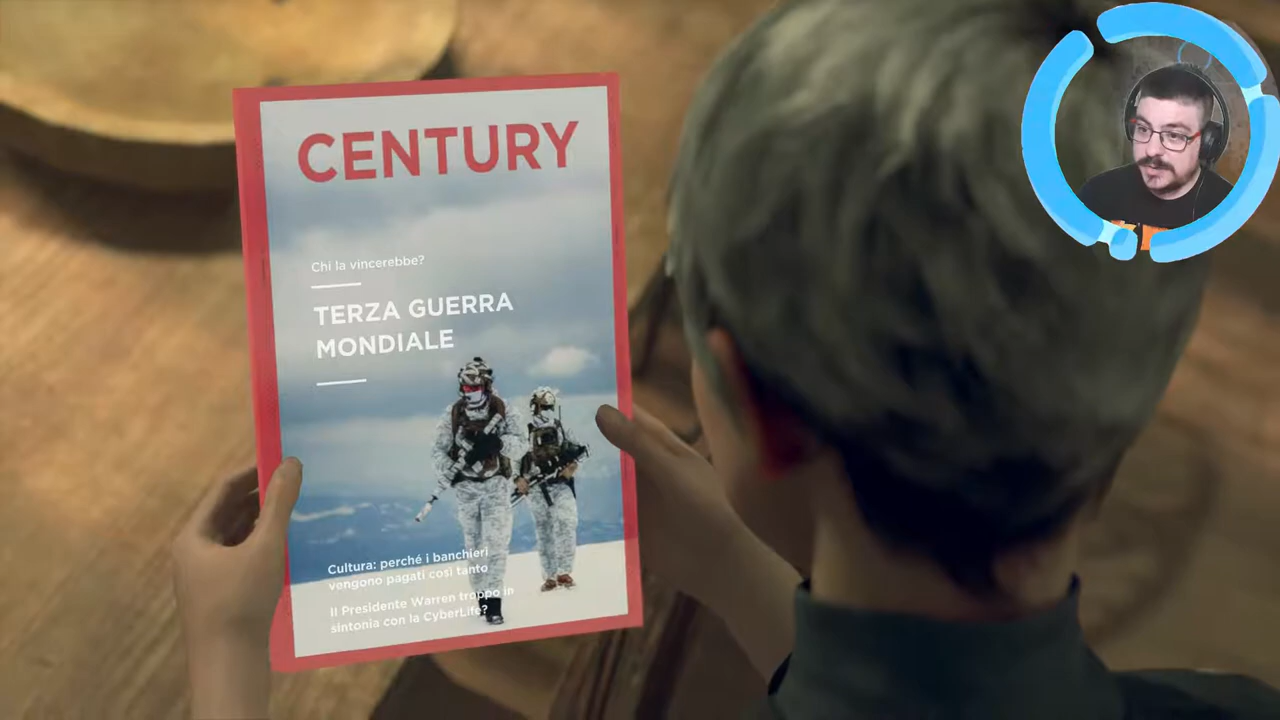 CENTURY
Chi la vincerebbe?
TERZA GUERRA
MONDIALE
Cultura: perché i banchieri
vengono pagati così tanto
Il Presidente Warren troppo in
sintonia con la CyberLife?